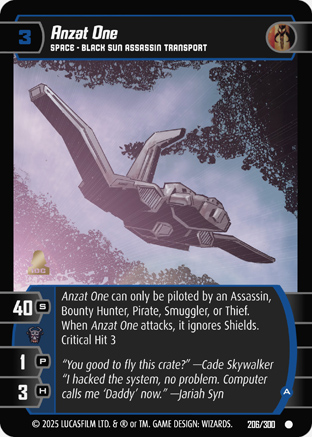 3
Anzat One
SPACE - BLACK SUN ASSASSIN TRANSPORT
40 S
Anzat One can only be piloted by an Assassin,
Bounty Hunter, Pirate, Smuggler, or Thief.
When Anzat One attacks, it ignores Shields.
Critical Hit 3
1 P
3 H
"You good to fly this crate?" —Cade Skywalker
"I hacked the system, no problem. Computer
calls me 'Daddy' now." —Jariah Syn
A
© 2025 LUCASFILM LTD. & ® or TM. GAME DESIGN: WIZARDS.
206/300